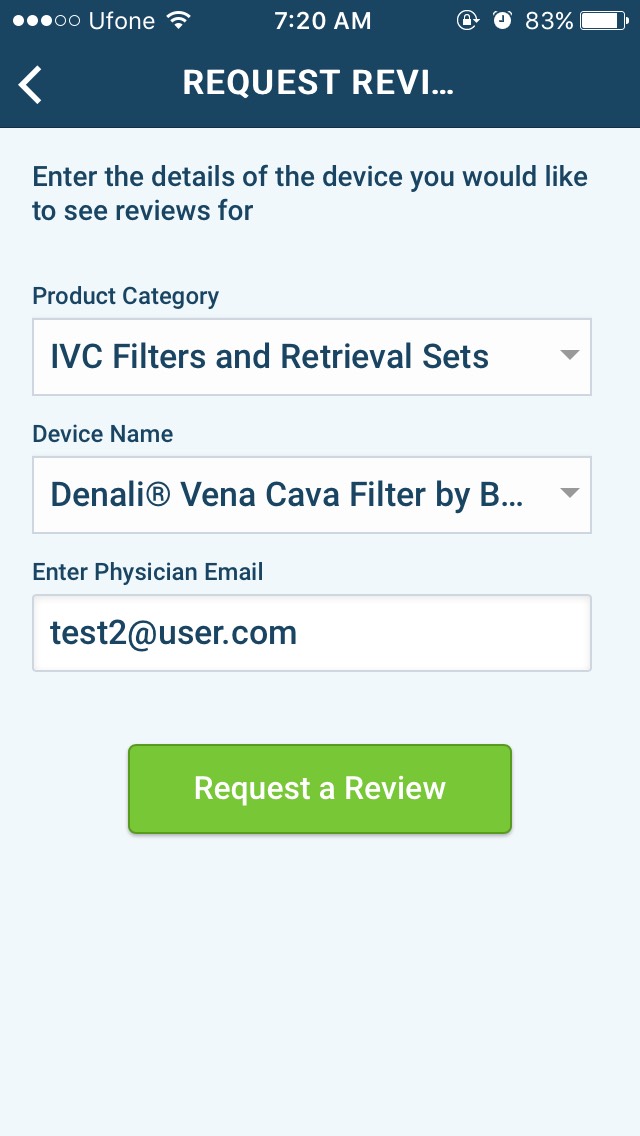 Ufone 7:20 AM 83%
REQUEST REVI...
Enter the details of the device you would like
to see reviews for
Product Category
IVC Filters and Retrieval Sets
Device Name
Denali® Vena Cava Filter by B...
Enter Physician Email
test2@user.com
Request a Review